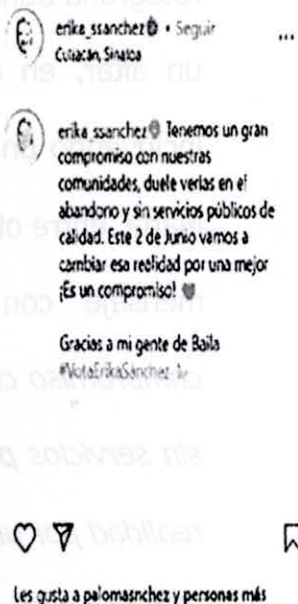 erika_ssanchez • Seguir
Culiacán, Sinaloa
erika_ssanchez Tenemos un gran
compromiso con nuestras
comunidades, duele verlas en el
abandono y sin servicios públicos de
calidad. Este 2 de Junio vamos a
cambiar esa realidad por una mejor
¡Es un compromiso!
Gracias a mi gente de Baila
#VotaErikaSánchez
Les gusta a palomasnchez y personas más